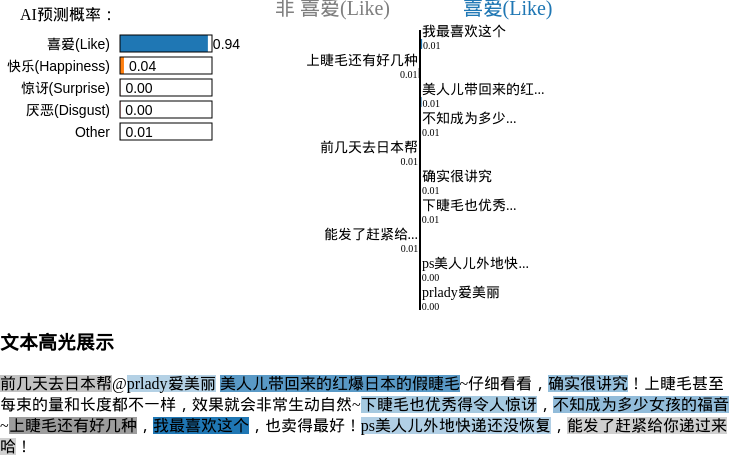 AI预测概率：
喜爱(Like) 0.94
快乐(Happiness) 0.04
惊讶(Surprise) 0.00
厌恶(Disgust) 0.00
Other 0.01
非 喜爱(Like) 喜爱(Like)
我最喜欢这个
0.01
上睫毛还有好几种
0.01
美人儿带回来的红...
0.01
不知成为多少...
0.01
前几天去日本帮
0.01
确实很讲究
0.01
下睫毛也优秀...
0.01
能发了赶紧给...
0.01
ps美人儿外地快...
0.00
prlady爱美丽
0.00
文本高光展示
前几天去日本帮@prlady爱美丽 美人儿带回来的红爆日本的假睫毛~仔细看看，确实很讲究！上睫毛甚至
每束的量和长度都不一样，效果就会非常生动自然~下睫毛也优秀得令人惊讶，不知成为多少女孩的福音
~上睫毛还有好几种，我最喜欢这个，也卖得最好！ps美人儿外地快递还没恢复，能发了赶紧给你递过来
哈！